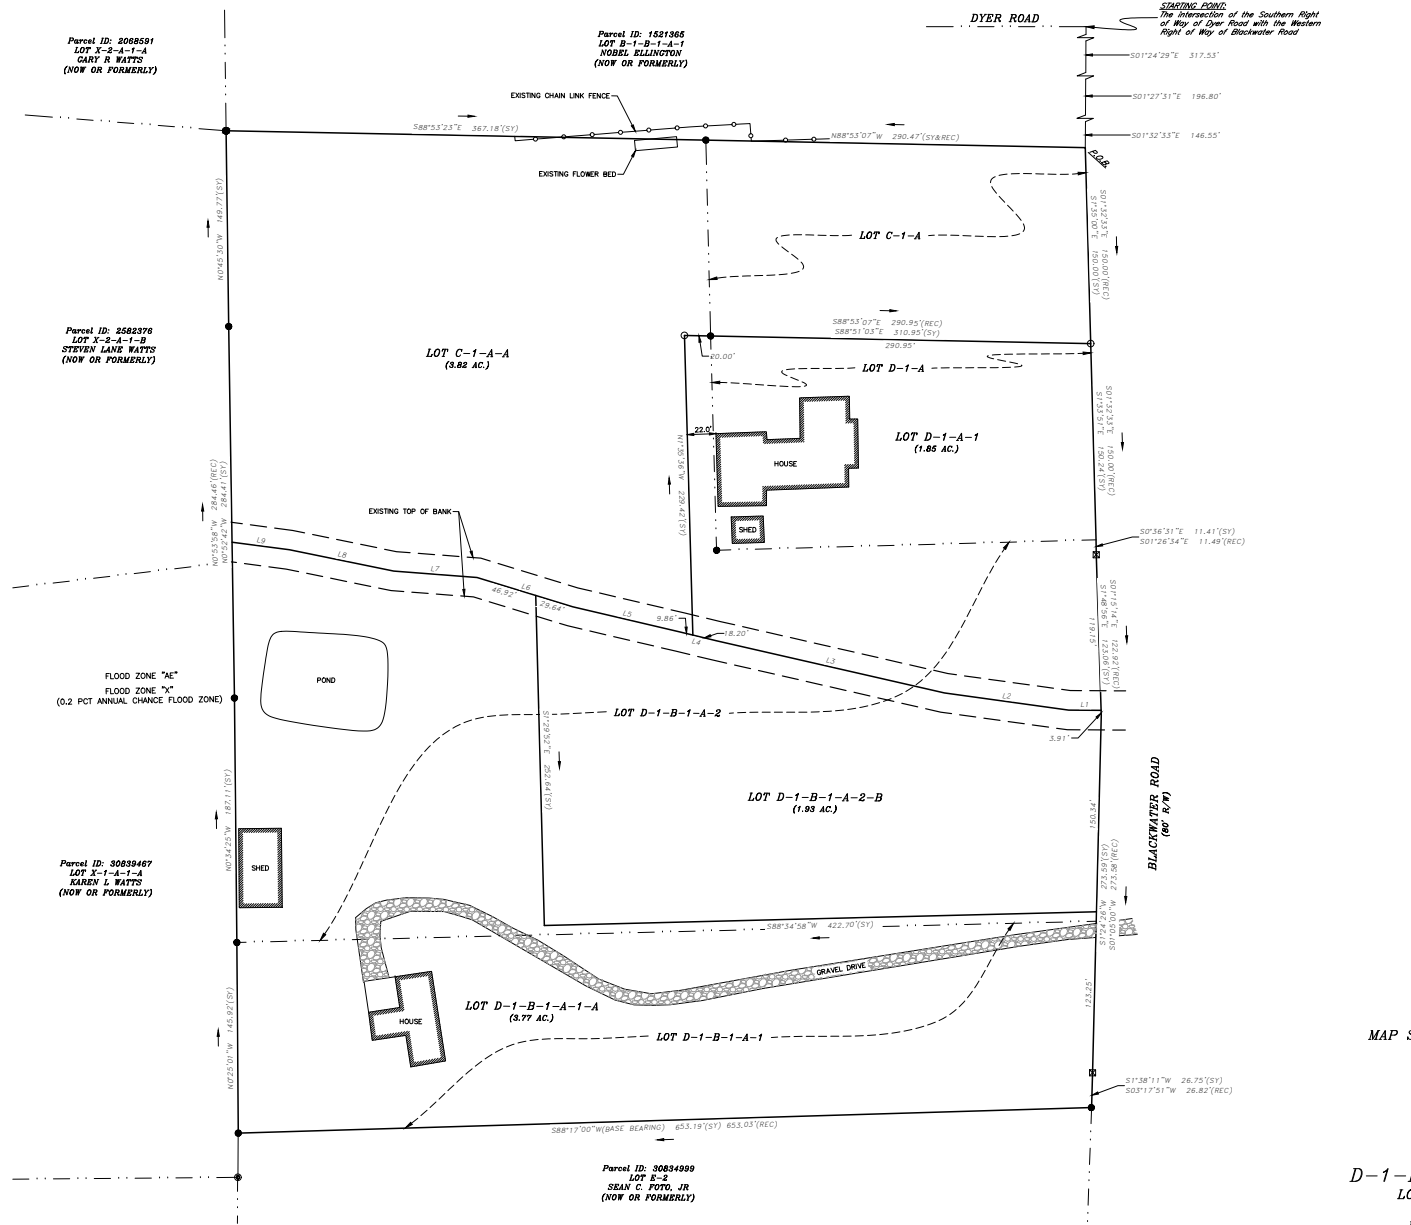 STARTING POINT:
The intersection of the Southern Right
of Way of Dyer Road with the Western
Right of Way of Blackwater Road
DYER ROAD
Parcel ID: 2068591
LOT X-2-A-1-A
GARY R WATTS
(NOW OR FORMERLY)
Parcel ID: 1521365
LOT B-1-B-1-A-1
NOBEL ELLINGTON
(NOW OR FORMERLY)
S01°24'29"E 317.53'
S01°27'31"E 196.80'
S01°32'33"E 146.55'
EXISTING CHAIN LINK FENCE
S88°53'23"E 367.18'(SY)
N88°53'07"W 290.47'(SY&REC)
P.O.B.
EXISTING FLOWER BED
N0°45'30"W 149.77'(SY)
S01°32'33"E 150.00'(REC)
S1°35'00"E 150.00'(SY)
LOT C-1-A
Parcel ID: 2582376
LOT X-2-A-1-B
STEVEN LANE WATTS
(NOW OR FORMERLY)
S88°53'07"E 290.95'(REC)
S88°51'03"E 310.95'(SY)
290.95'
20.00'
LOT C-1-A-A
(3.82 AC.)
LOT D-1-A
S01°32'33"E 150.00'(REC)
S1°33'51"E 150.24'(SY)
22.0'
LOT D-1-A-1
(1.85 AC.)
HOUSE
N1°35'36"W 229.42'(SY)
N0°53'58"W 284.46'(REC)
N0°52'42"W 284.41'(SY)
EXISTING TOP OF BANK
SHED
S0°36'31"E 11.41'(SY)
S01°26'34"E 11.49'(REC)
L9
L8
L7
L6
46.92'
29.64'
L5
9.86'
L4
18.20'
L3
L2
L1
3.91'
S01°15'14"E 122.92'(REC)
S1°48'56"E 123.06'(SY)
119.15'
FLOOD ZONE "AE"
FLOOD ZONE "X"
(0.2 PCT ANNUAL CHANCE FLOOD ZONE)
POND
LOT D-1-B-1-A-2
S1°29'52"E 252.64'(SY)
LOT D-1-B-1-A-2-B
(1.93 AC.)
BLACKWATER ROAD
(80' R/W)
150.34'
N0°34'25"W 187.11'(SY)
Parcel ID: 30839467
LOT X-1-A-1-A
KAREN L WATTS
(NOW OR FORMERLY)
SHED
S1°24'26"W 273.59'(SY)
S01°05'00"W 273.58'(REC)
S88°34'58"W 422.70'(SY)
GRAVEL DRIVE
123.25'
LOT D-1-B-1-A-1-A
(3.77 AC.)
HOUSE
N0°25'01"W 145.92'(SY)
LOT D-1-B-1-A-1
MAP S
S1°38'11"W 26.75'(SY)
S03°17'51"W 26.82'(REC)
S88°17'00"W(BASE BEARING) 653.19'(SY) 653.03'(REC)
Parcel ID: 30834999
LOT E-2
SEAN C. FOTO, JR
(NOW OR FORMERLY)
D-1-
LO